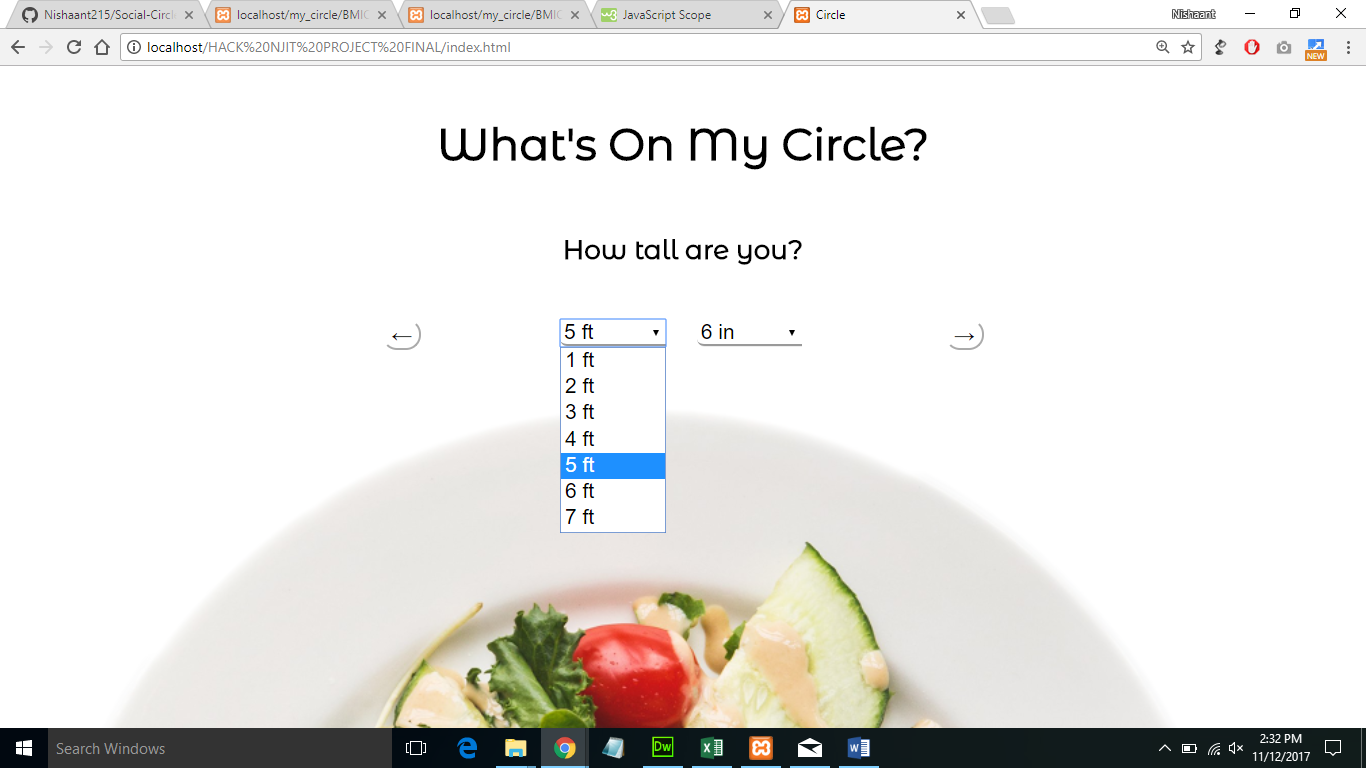 Nishaant215/Social-Circl
localhost/my_circle/BMIC
localhost/my_circle/BMIC
JavaScript Scope
Circle
Nishaant
localhost/HACK%20NJIT%20PROJECT%20FINAL/index.html
NEW
What's On My Circle?
How tall are you?
← 5 ft 6 in →
1 ft
2 ft
3 ft
4 ft
5 ft
6 ft
7 ft
Search Windows
Dw
2:32 PM
11/12/2017